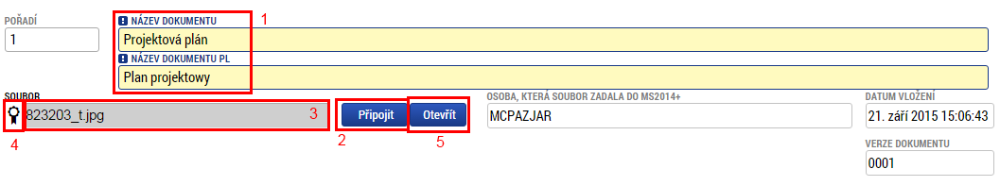 POŘADÍ
1
NÁZEV DOKUMENTU
1
Projektová plán
NÁZEV DOKUMENTU PL
Plan projektowy
SOUBOR
823203_t.jpg
3
Připojit
Otevřít
4
2
5
OSOBA, KTERÁ SOUBOR ZADALA DO MS2014+
MCPAZJAR
DATUM VLOŽENÍ
21. září 2015 15:06:43
VERZE DOKUMENTU
0001